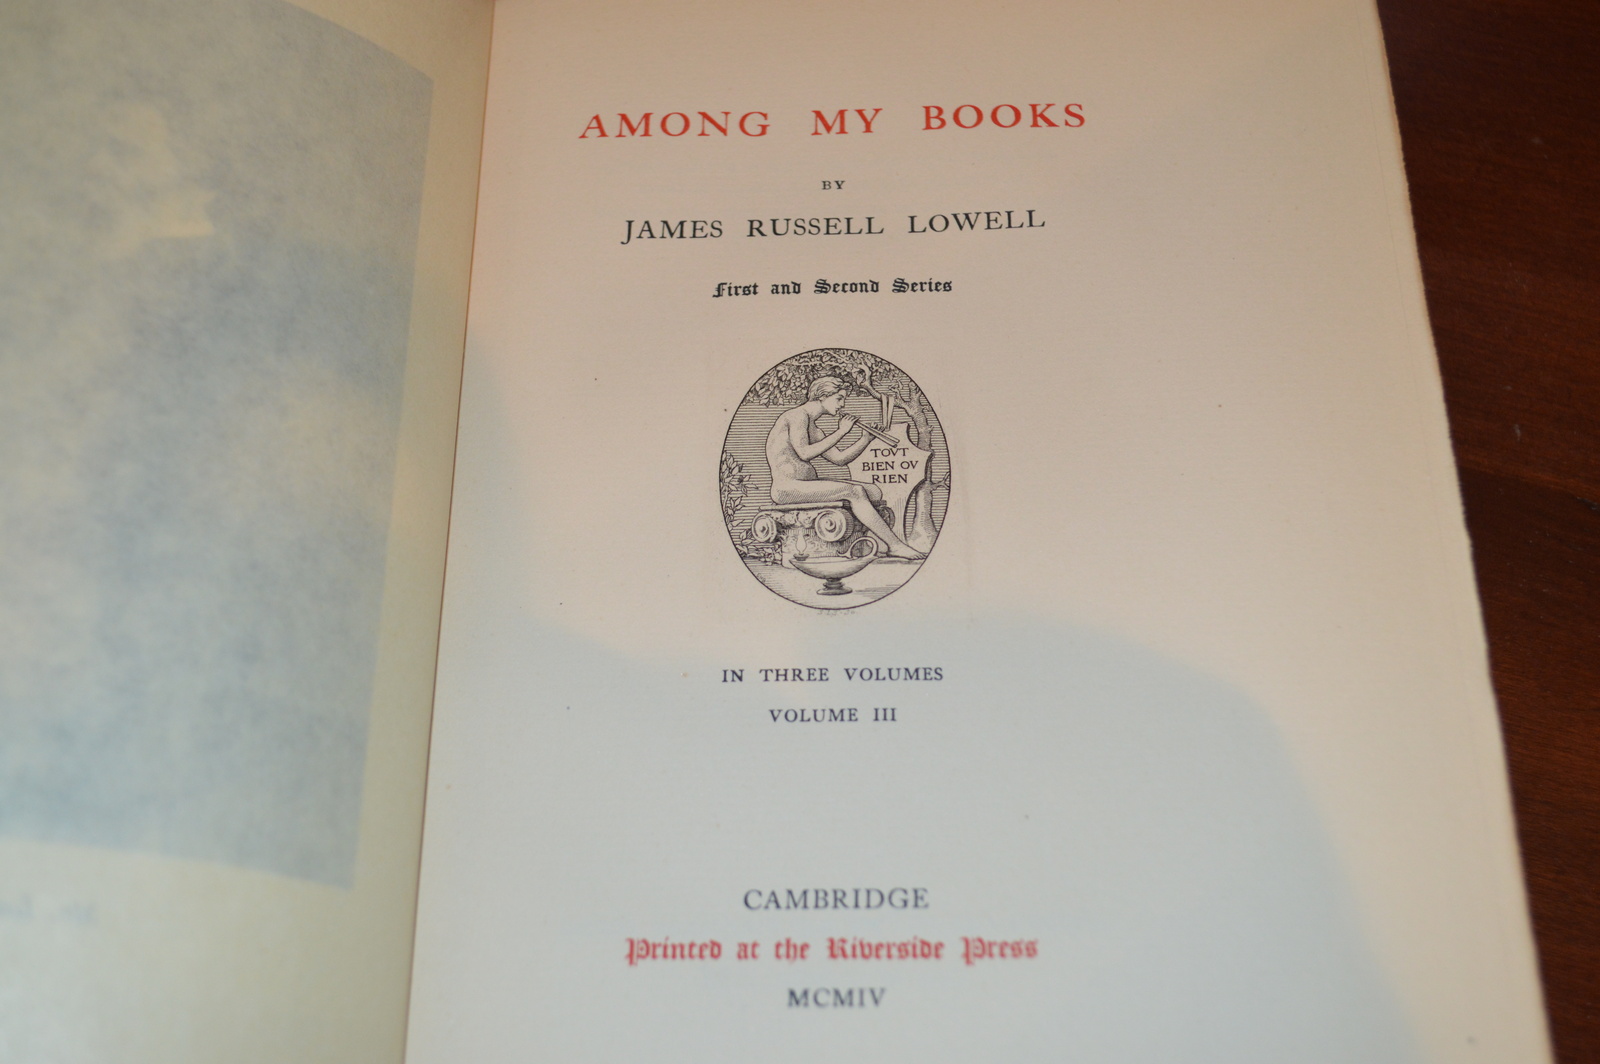 AMONG MY BOOKS
BY
JAMES RUSSELL LOWELL
First and Second Series
TOVT
BIEN OV
RIEN
IN THREE VOLUMES
VOLUME III
CAMBRIDGE
Printed at the Riverside Press
MCMIV